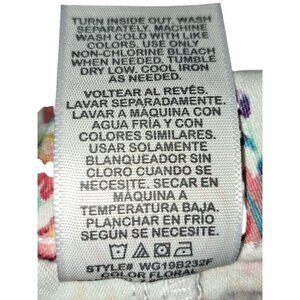 TURN INSIDE OUT. WASH
SEPARATELY. MACHINE
WASH COLD WITH LIKE
COLORS. USE ONLY
NON-CHLORINE BLEACH
WHEN NEEDED. TUMBLE
DRY LOW. COOL IRON
AS NEEDED.
VOLTEAR AL REVÉS.
LAVAR SEPARADAMENTE.
LAVAR A MÁQUINA CON
AGUA FRÍA Y CON
COLORES SIMILARES.
USAR SOLAMENTE
BLANQUEADOR SIN
CLORO CUANDO SE
NECESITE. SECAR EN
MÁQUINA A
TEMPERATURA BAJA.
PLANCHAR EN FRÍO
SEGÚN SE NECESITE.
STYLE# WG19B232F
COLOR FLORAL